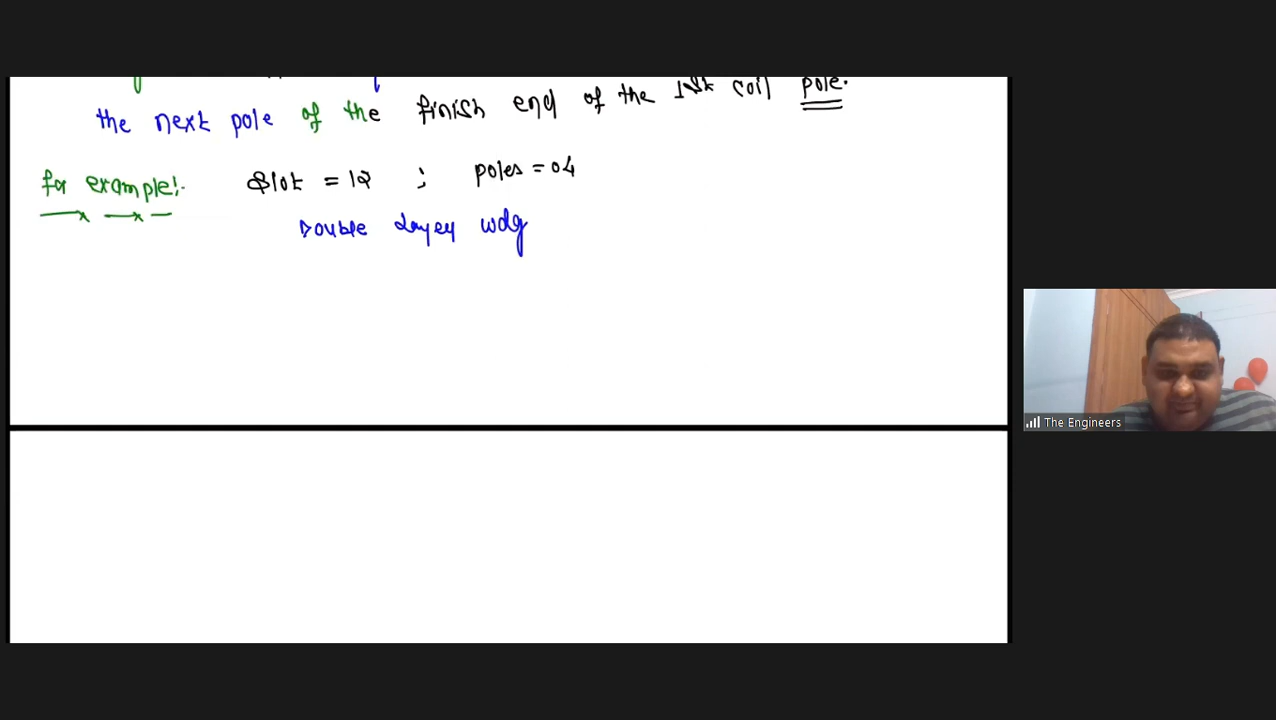 the next pole of the finish end of the 1st coil pole.
for example:- Slot = 12 ; poles = 04
Double layer wdg
The Engineers